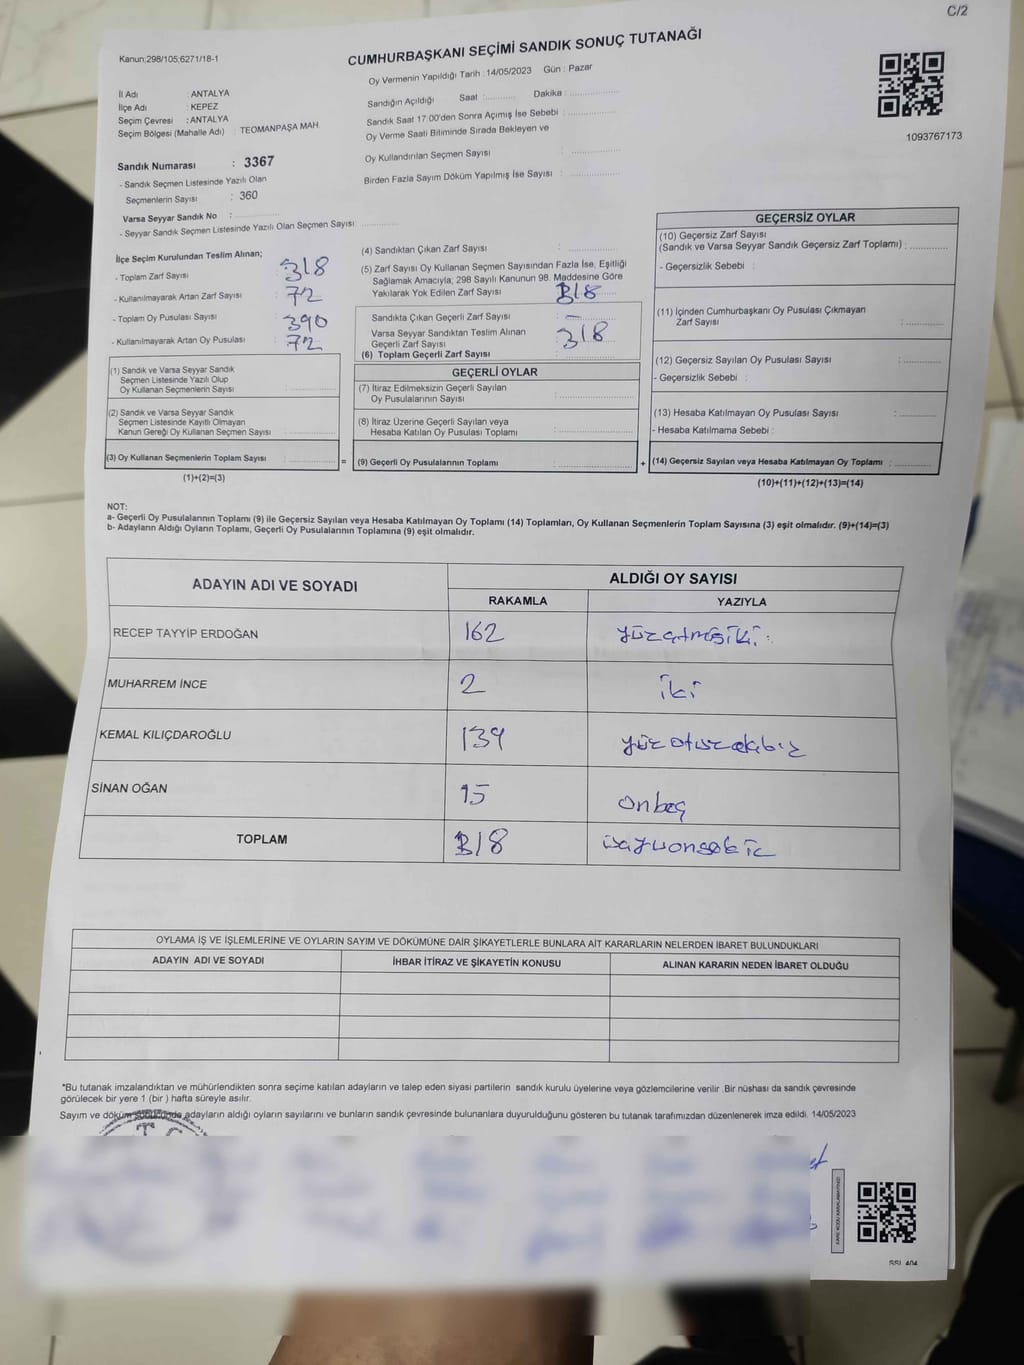 C/2
Kanun:298/105;6271/18-1
CUMHURBAŞKANI SEÇİMİ SANDIK SONUÇ TUTANAĞI
Oy Vermenin Yapıldığı Tarih : 14/05/2023 Gün : Pazar
İl Adı : ANTALYA
İlçe Adı : KEPEZ
Seçim Çevresi : ANTALYA
Seçim Bölgesi (Mahalle Adı) : TEOMANPAŞA MAH.
Sandığın Açıldığı Saat : Dakika :
Sandık Saat 17.00'den Sonra Açımış İse Sebebi :
Oy Verme Saati Bitiminde Sırada Bekleyen ve
Oy Kullandırılan Seçmen Sayısı :
Birden Fazla Sayım Döküm Yapılmış İse Sayısı :
1093767173
Sandık Numarası : 3367
- Sandık Seçmen Listesinde Yazılı Olan
Seçmenlerin Sayısı : 360
Varsa Seyyar Sandık No :
- Seyyar Sandık Seçmen Listesinde Yazılı Olan Seçmen Sayısı :
İlçe Seçim Kurulundan Teslim Alınan;
- Toplam Zarf Sayısı : 318
- Kullanılmayarak Artan Zarf Sayısı : 72
- Toplam Oy Pusulası Sayısı : 390
- Kullanılmayarak Artan Oy Pusulası : 72
(1) Sandık ve Varsa Seyyar Sandık
Seçmen Listesinde Yazılı Olup
Oy Kullanan Seçmenlerin Sayısı :
(2) Sandık ve Varsa Seyyar Sandık
Seçmen Listesinde Kayıtlı Olmayan
Kanun Gereği Oy Kullanan Seçmen Sayısı :
(3) Oy Kullanan Seçmenlerin Toplam Sayısı :
(1)+(2)=(3)
(4) Sandıktan Çıkan Zarf Sayısı :
(5) Zarf Sayısı Oy Kullanan Seçmen Sayısından Fazla İse, Eşitliği
Sağlamak Amacıyla; 298 Sayılı Kanunun 98. Maddesine Göre
Yakılarak Yok Edilen Zarf Sayısı : 318
Sandıkta Çıkan Geçerli Zarf Sayısı : –
Varsa Seyyar Sandıktan Teslim Alınan
Geçerli Zarf Sayısı : 318
(6) Toplam Geçerli Zarf Sayısı :
GEÇERLİ OYLAR
(7) İtiraz Edilmeksizin Geçerli Sayılan
Oy Pusulalarının Sayısı :
(8) İtiraz Üzerine Geçerli Sayılan veya
Hesaba Katılan Oy Pusulası Toplamı :
= (9) Geçerli Oy Pusulalarının Toplamı :
GEÇERSİZ OYLAR
(10) Geçersiz Zarf Sayısı
(Sandık ve Varsa Seyyar Sandık Geçersiz Zarf Toplamı) :
- Geçersizlik Sebebi :
(11) İçinden Cumhurbaşkanı Oy Pusulası Çıkmayan
Zarf Sayısı :
(12) Geçersiz Sayılan Oy Pusulası Sayısı :
- Geçersizlik Sebebi :
(13) Hesaba Katılmayan Oy Pusulası Sayısı :
- Hesaba Katılmama Sebebi :
+ (14) Geçersiz Sayılan veya Hesaba Katılmayan Oy Toplamı :
(10)+(11)+(12)+(13)=(14)
NOT:
a- Geçerli Oy Pusulalarının Toplamı (9) ile Geçersiz Sayılan veya Hesaba Katılmayan Oy Toplamı (14) Toplamları, Oy Kullanan Seçmenlerin Toplam Sayısına (3) eşit olmalıdır. (9)+(14)=(3)
b- Adayların Aldığı Oyların Toplamı, Geçerli Oy Pusulalarının Toplamına (9) eşit olmalıdır.
ADAYIN ADI VE SOYADI ALDIĞI OY SAYISI
RAKAMLA YAZIYLA
RECEP TAYYİP ERDOĞAN 162 yüzatmışiki
MUHARREM İNCE 2 iki
KEMAL KILIÇDAROĞLU 139
SİNAN OĞAN 15 onbeş
TOPLAM 318
OYLAMA İŞ VE İŞLEMLERİNE VE OYLARIN SAYIM VE DÖKÜMÜNE DAİR ŞİKAYETLERLE BUNLARA AİT KARARLARIN NELERDEN İBARET BULUNDUKLARI
ADAYIN ADI VE SOYADI İHBAR İTİRAZ VE ŞİKAYETİN KONUSU ALINAN KARARIN NEDEN İBARET OLDUĞU
*Bu tutanak imzalandıktan ve mühürlendikten sonra seçime katılan adayların ve talep eden siyasi partilerin sandık kurulu üyelerine veya gözlemcilerine verilir .Bir nüshası da sandık çevresinde
görülecek bir yere 1 (bir ) hafta süreyle asılır.
Sayım ve döküm sonucunda adayların aldığı oyların sayılarını ve bunların sandık çevresinde bulunanlara duyurulduğunu gösteren bu tutanak tarafımızdan düzenlenerek imza edildi. 14/05/2023
T.C.